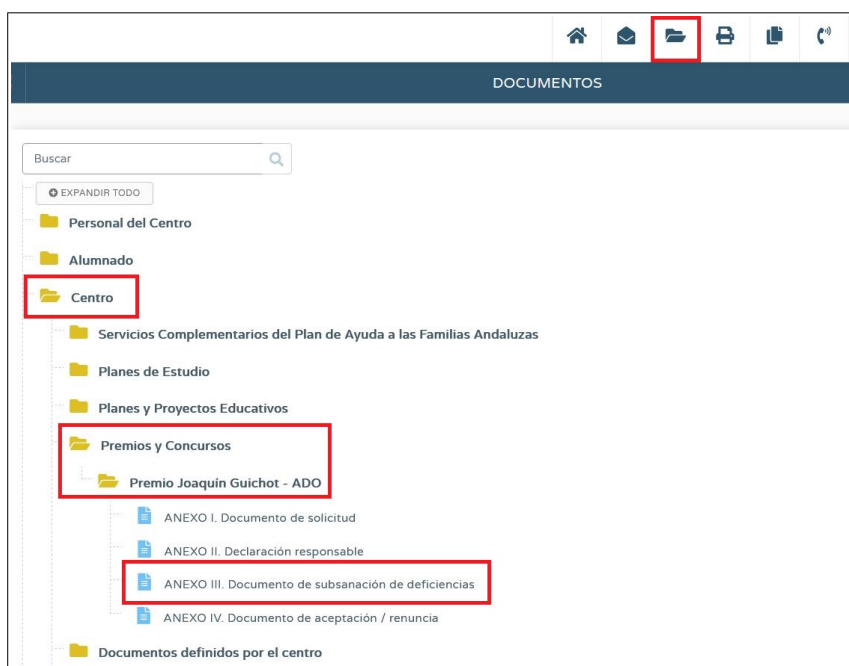 DOCUMENTOS
Buscar
EXPANDIR TODO
Personal del Centro
Alumnado
Centro
Servicios Complementarios del Plan de Ayuda a las Familias Andaluzas
Planes de Estudio
Planes y Proyectos Educativos
Premios y Concursos
Premio Joaquín Guichot - ADO
ANEXO I. Documento de solicitud
ANEXO II. Declaración responsable
ANEXO III. Documento de subsanación de deficiencias
ANEXO IV. Documento de aceptación / renuncia
Documentos definidos por el centro